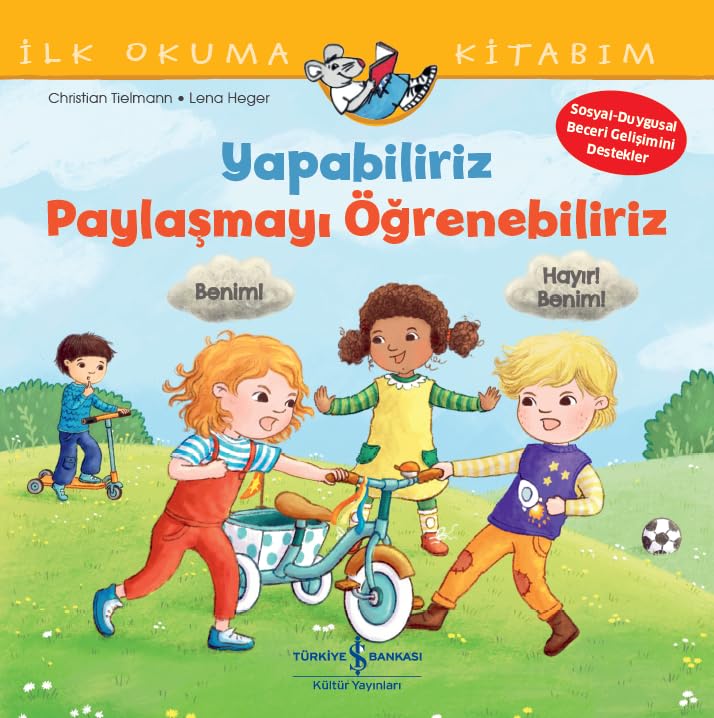 İLK OKUMA KİTABIM
Christian Tielmann • Lena Heger
Sosyal-Duygusal
Beceri Gelişimini
Destekler
Yapabiliriz
Paylaşmayı Öğrenebiliriz
Benim!
Hayır!
Benim!
TÜRKİYE İŞ BANKASI
Kültür Yayınları